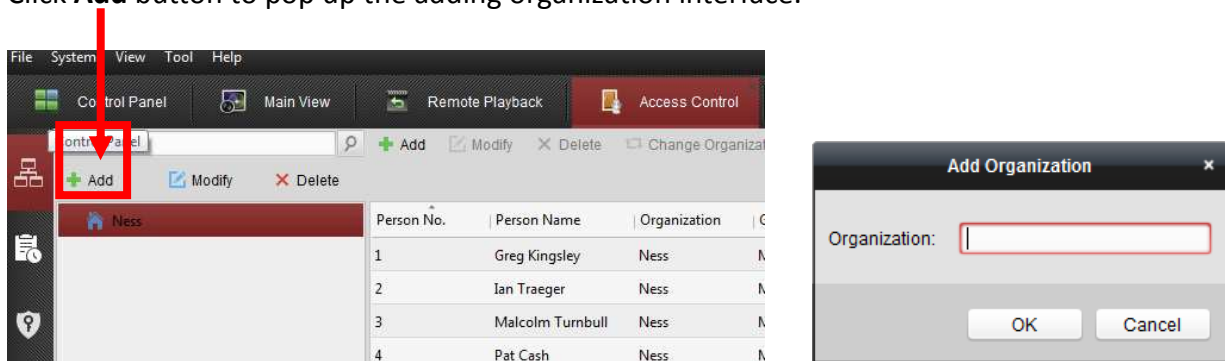 Click Add button to pop up the adding organization interface.
File System View Tool Help
Control Panel Main View Remote Playback Access Control
Control Panel
Add Modify Delete Change
Add Modify Delete
Ness
Person No. Person Name Organization
1 Greg Kingsley Ness
2 Ian Traeger Ness
3 Malcolm Turnbull Ness
4 Pat Cash Ness
Add Organization
Organization:
OK Cancel